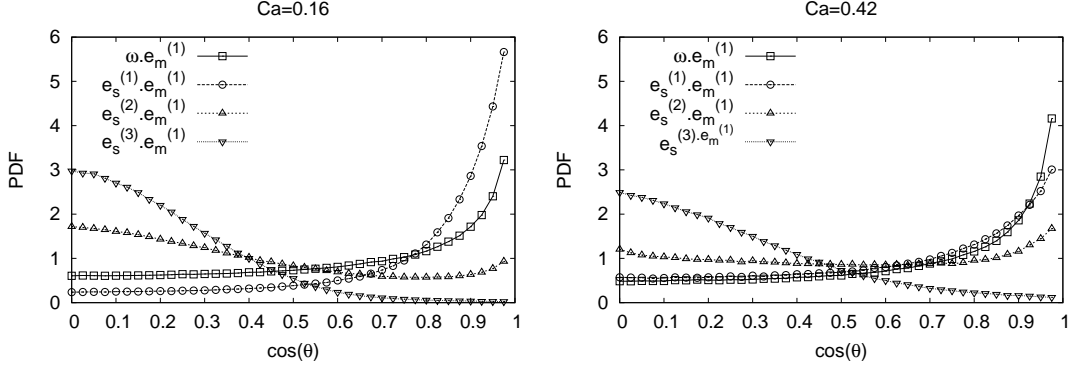 Ca=0.16
6
5
4
3
2
1
0
PDF
ω.e_m^(1)
e_s^(1).e_m^(1)
e_s^(2).e_m^(1)
e_s^(3).e_m^(1)
0 0.1 0.2 0.3 0.4 0.5 0.6 0.7 0.8 0.9 1
cos(θ)
Ca=0.42
6
5
4
3
2
1
0
PDF
ω.e_m^(1)
e_s^(1).e_m^(1)
e_s^(2).e_m^(1)
e_s^(3).e_m^(1)
0 0.1 0.2 0.3 0.4 0.5 0.6 0.7 0.8 0.9 1
cos(θ)